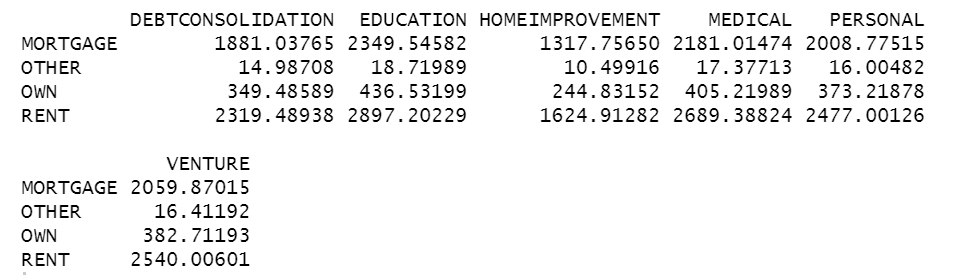 DEBTCONSOLIDATION EDUCATION HOMEIMPROVEMENT MEDICAL PERSONAL
MORTGAGE 1881.03765 2349.54582 1317.75650 2181.01474 2008.77515
OTHER 14.98708 18.71989 10.49916 17.37713 16.00482
OWN 349.48589 436.53199 244.83152 405.21989 373.21878
RENT 2319.48938 2897.20229 1624.91282 2689.38824 2477.00126
VENTURE
MORTGAGE 2059.87015
OTHER 16.41192
OWN 382.71193
RENT 2540.00601